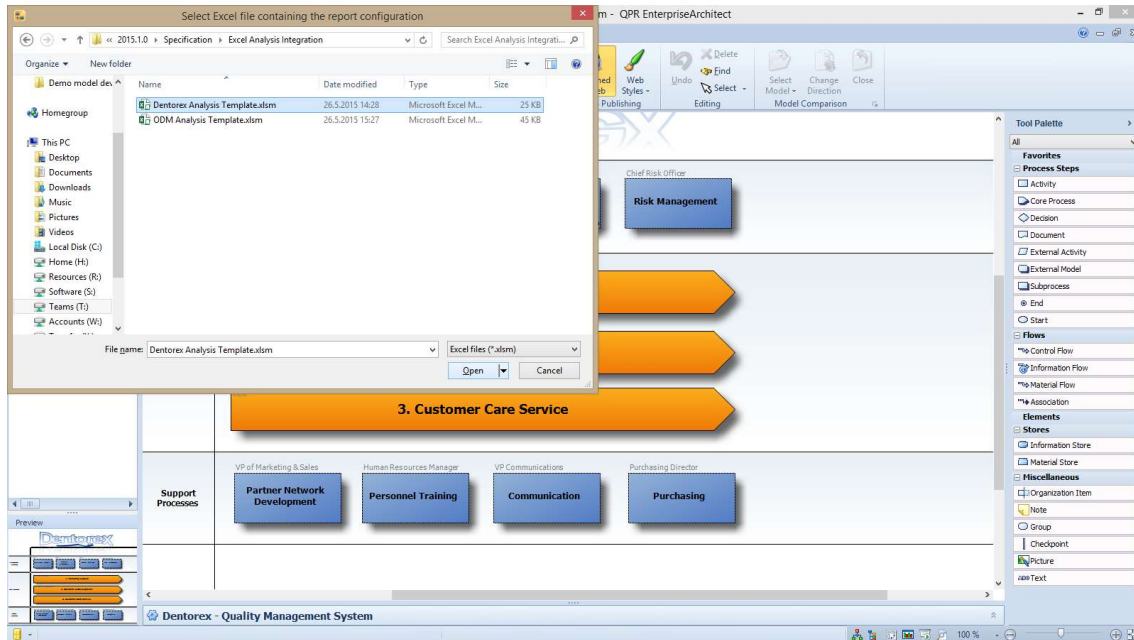 Select Excel file containing the report configuration
m - QPR EnterpriseArchitect
« 2015.1.0 ▸ Specification ▸ Excel Analysis Integration
Search Excel Analysis Integrati...
Organize
New folder
Demo model dev
Homegroup
This PC
Desktop
Documents
Downloads
Music
Pictures
Videos
Local Disk (C:)
Home (H:)
Resources (R:)
Software (S:)
Teams (T:)
Accounts (W:)
Name Date modified Type Size
Dentorex Analysis Template.xlsm 26.5.2015 14:28 Microsoft Excel M... 25 KB
ODM Analysis Template.xlsm 26.5.2015 15:27 Microsoft Excel M... 45 KB
File name: Dentorex Analysis Template.xlsm Excel files (*.xlsm)
Open Cancel
Web
Styles
Publishing
Undo
Delete
Find
Select
Editing
Select
Model
Change
Direction
Close
Model Comparison
Chief Risk Officer
Risk Management
3. Customer Care Service
Support
Processes
VP of Marketing & Sales
Partner Network
Development
Human Resources Manager
Personnel Training
VP Communications
Communication
Purchasing Director
Purchasing
Preview
Dentorex
Dentorex - Quality Management System
Tool Palette
All
Favorites
Process Steps
Activity
Core Process
Decision
Document
External Activity
External Model
Subprocess
End
Start
Flows
Control Flow
Information Flow
Material Flow
Association
Elements
Stores
Information Store
Material Store
Miscellaneous
Organization Item
Note
Group
Checkpoint
Picture
Text
100 %